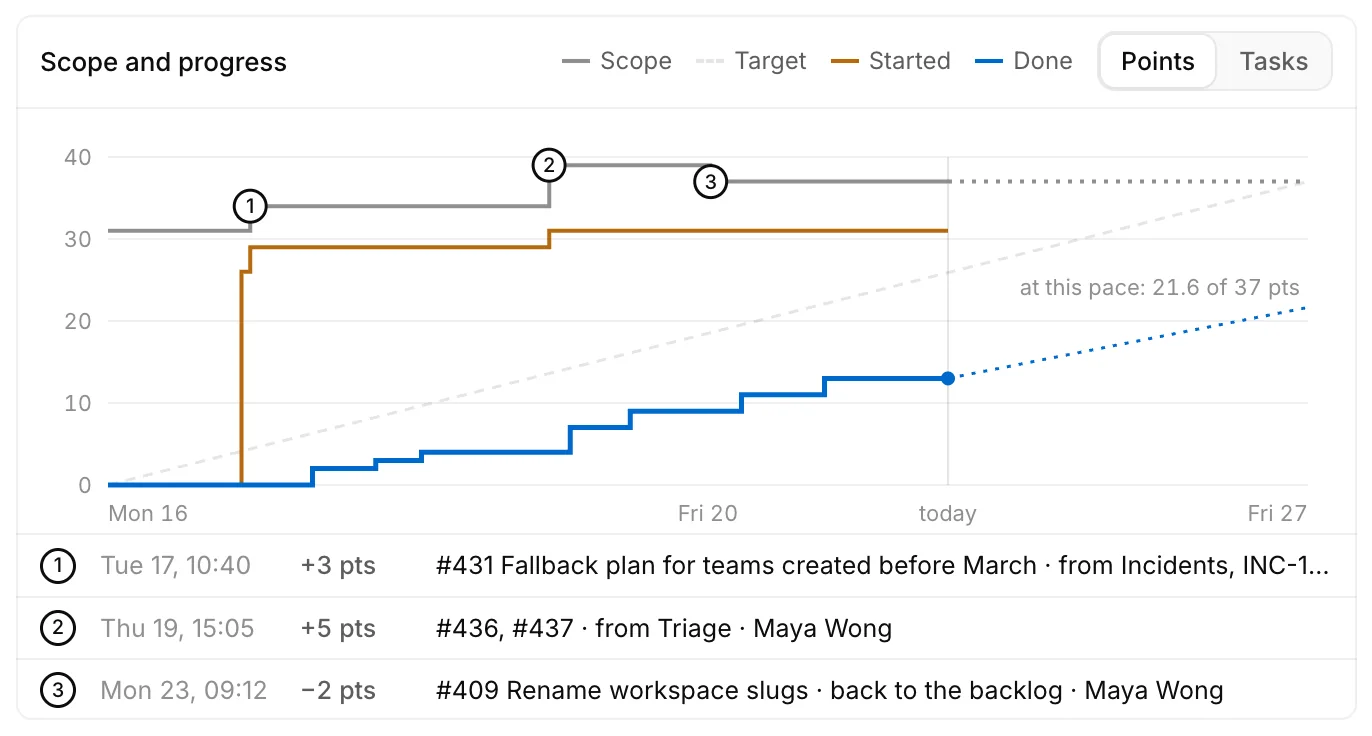 Scope and progress
Scope Target Started Done Points Tasks
40
30
20
10
0
1
2
3
at this pace: 21.6 of 37 pts
Mon 16 Fri 20 today Fri 27
1 Tue 17, 10:40 +3 pts #431 Fallback plan for teams created before March · from Incidents, INC-1…
2 Thu 19, 15:05 +5 pts #436, #437 · from Triage · Maya Wong
3 Mon 23, 09:12 −2 pts #409 Rename workspace slugs · back to the backlog · Maya Wong